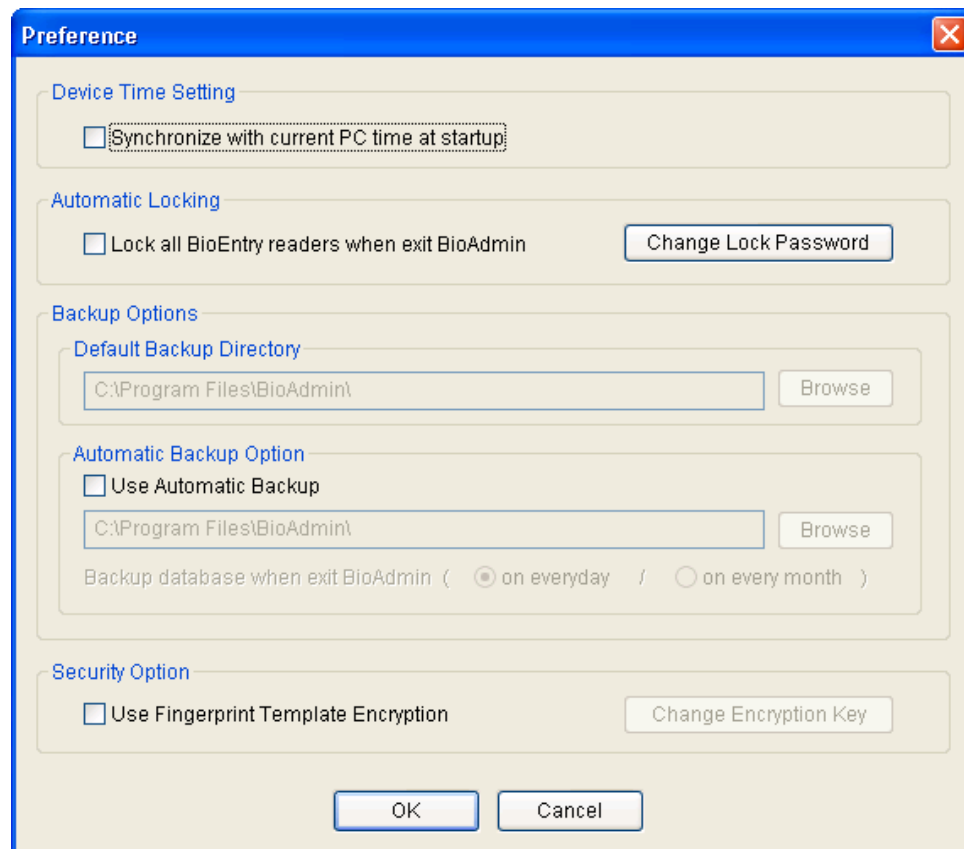 Preference
Device Time Setting
Synchronize with current PC time at startup
Automatic Locking
Lock all BioEntry readers when exit BioAdmin Change Lock Password
Backup Options
Default Backup Directory
C:\Program Files\BioAdmin\ Browse
Automatic Backup Option
Use Automatic Backup
C:\Program Files\BioAdmin\ Browse
Backup database when exit BioAdmin ( on everyday / on every month )
Security Option
Use Fingerprint Template Encryption Change Encryption Key
OK Cancel